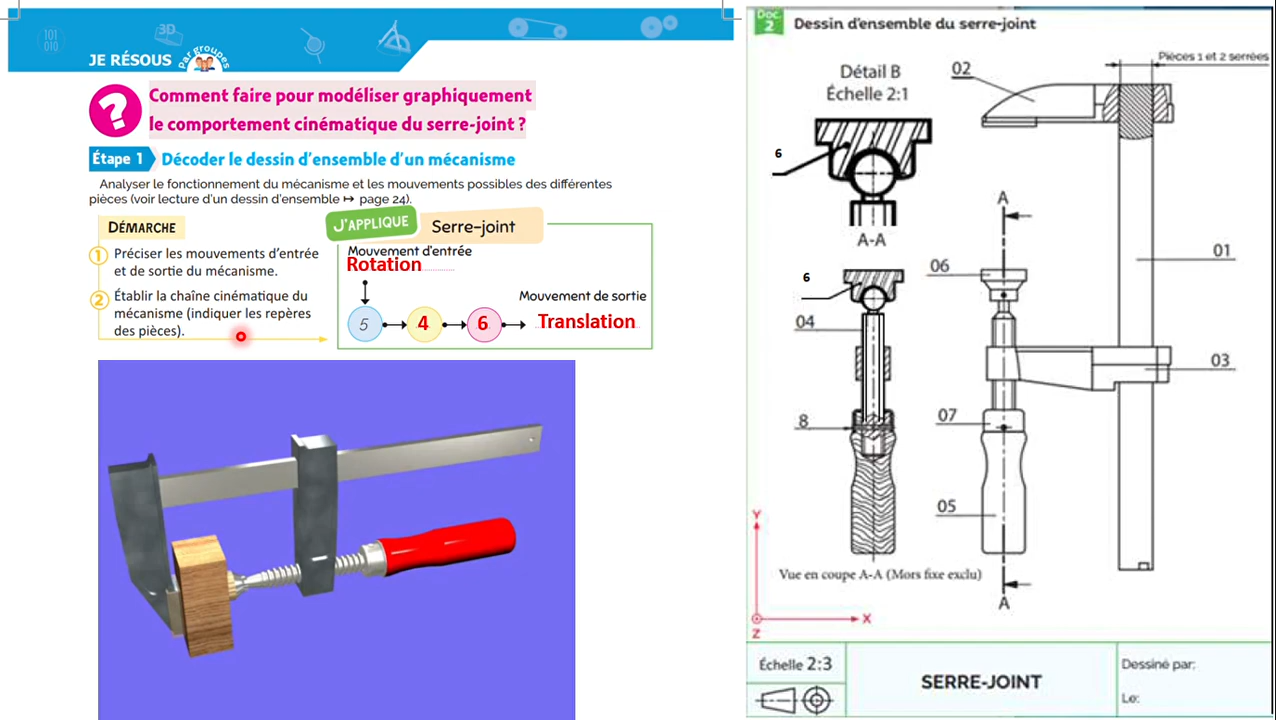 101
010
3D
JE RÉSOUS
Par groupes
?
Comment faire pour modéliser graphiquement
le comportement cinématique du serre-joint ?
Étape 1
Décoder le dessin d'ensemble d'un mécanisme
Analyser le fonctionnement du mécanisme et les mouvements possibles des différentes
pièces (voir lecture d'un dessin d'ensemble ↦ page 24).
DÉMARCHE
1 Préciser les mouvements d'entrée
et de sortie du mécanisme.
2 Établir la chaîne cinématique du
mécanisme (indiquer les repères
des pièces).
J'APPLIQUE
Serre-joint
Mouvement d'entrée
Rotation
Mouvement de sortie
5
4
6
Translation
Doc.
2
Dessin d'ensemble du serre-joint
Pièces 1 et 2 serrées
Détail B
Échelle 2:1
02
6
A-A
A
01
06
6
04
03
8
07
05
Y
X
Z
Vue en coupe A-A (Mors fixe exclu)
A
Échelle 2:3
SERRE-JOINT
Dessiné par:
Le: